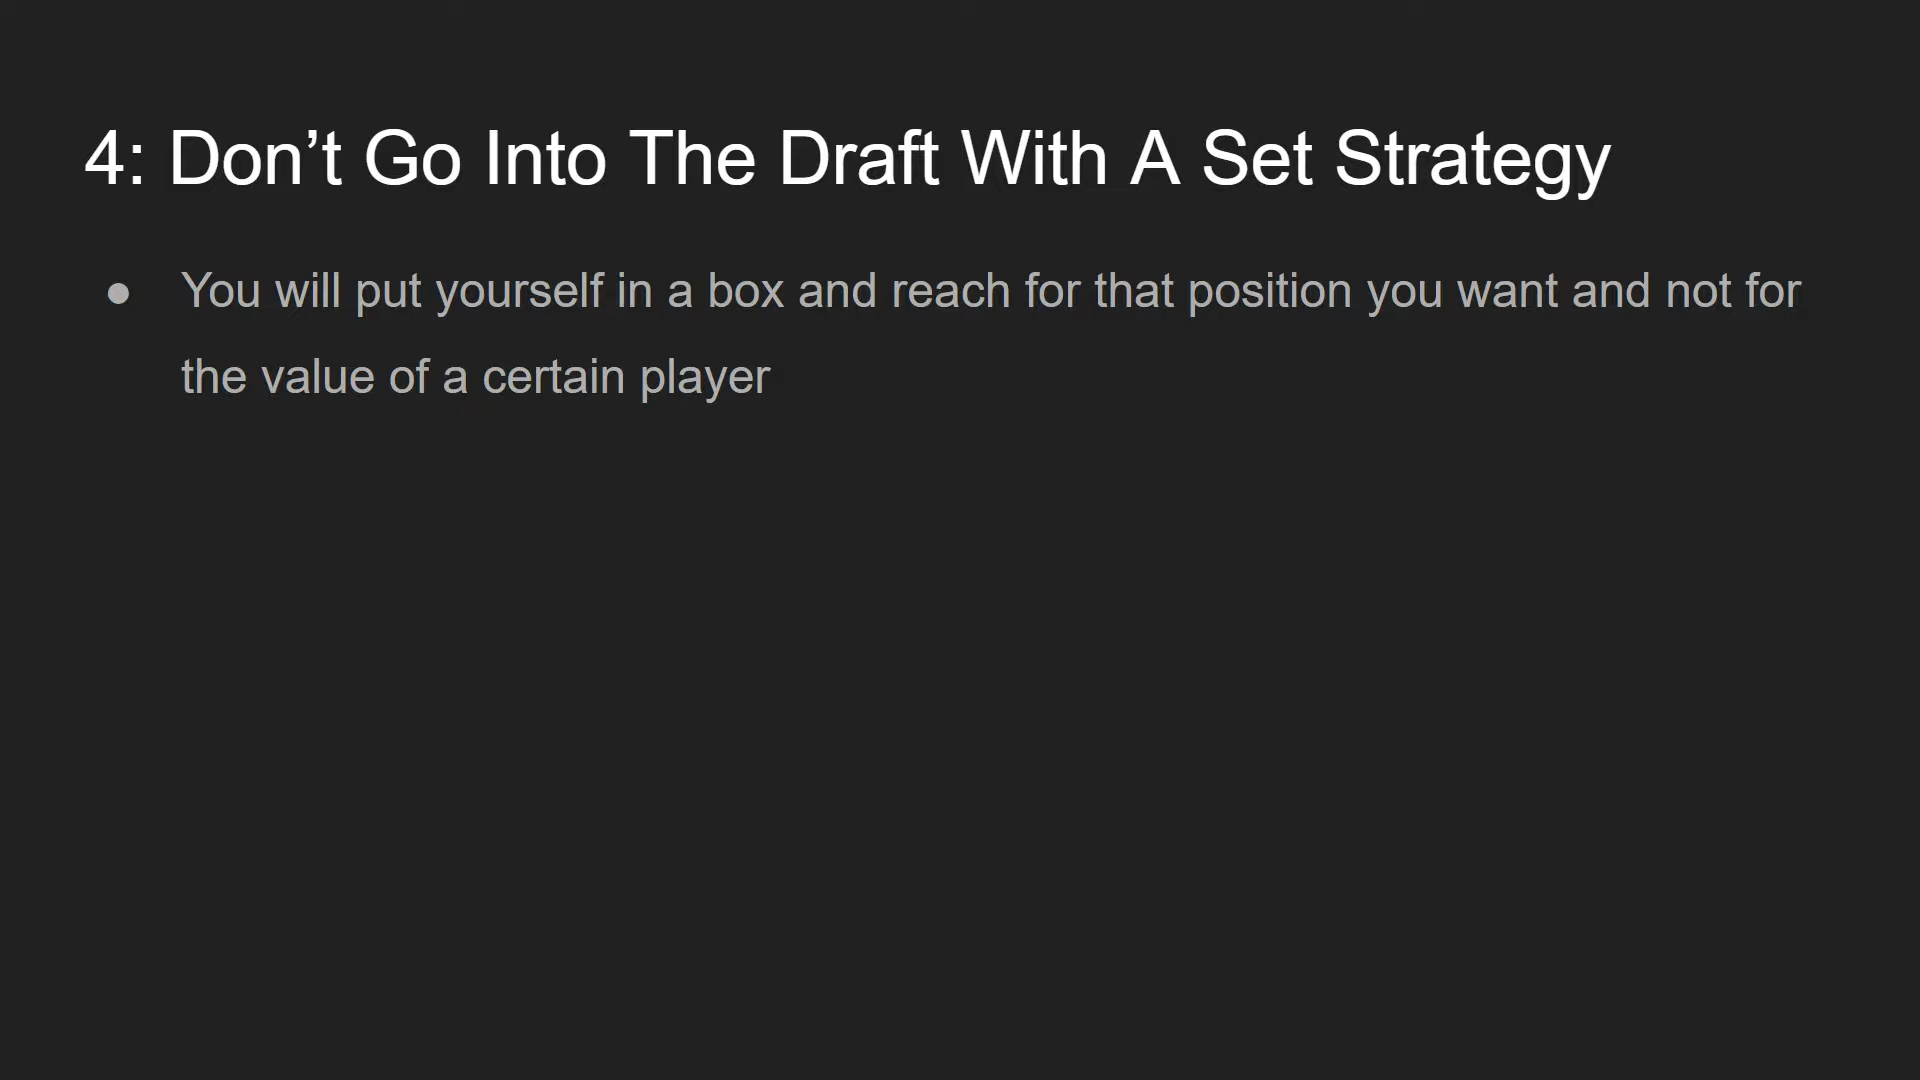 4: Don’t Go Into The Draft With A Set Strategy
● You will put yourself in a box and reach for that position you want and not for
the value of a certain player